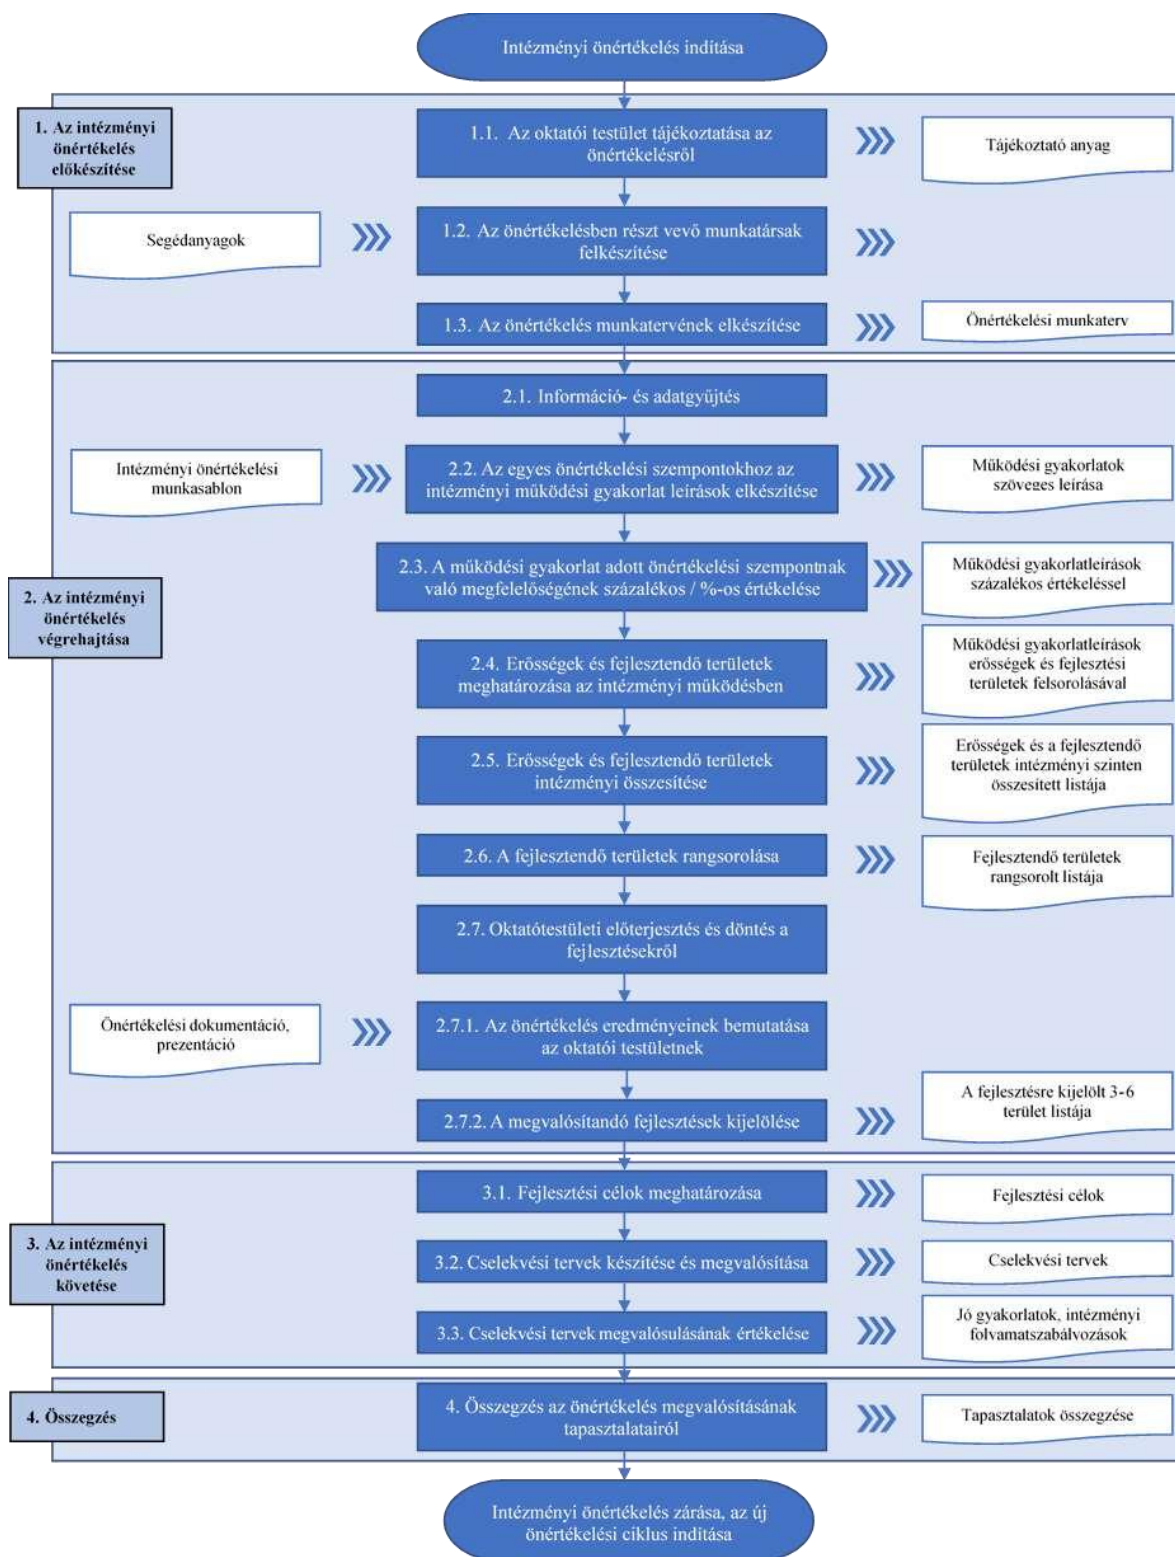 Intézményi önértékelés indítása
1. Az intézményi
önértékelés
előkészítése
1.1. Az oktatói testület tájékoztatása az
önértékelésről
Tájékoztató anyag
Segédanyagok
1.2. Az önértékelésben részt vevő munkatársak
felkészítése
1.3. Az önértékelés munkatervének elkészítése
Önértékelési munkaterv
2. Az intézményi
önértékelés
végrehajtása
2.1. Információ- és adatgyűjtés
Intézményi önértékelési
munkasablon
2.2. Az egyes önértékelési szempontokhoz az
intézményi működési gyakorlat leírások elkészítése
Működési gyakorlatok
szöveges leírása
2.3. A működési gyakorlat adott önértékelési szempontnak
való megfelelőségének százalékos / %-os értékelése
Működési gyakorlatleírások
százalékos értékeléssel
2.4. Erősségek és fejlesztendő területek
meghatározása az intézményi működésben
Működési gyakorlatleírások
erősségek és fejlesztési
területek felsorolásával
2.5. Erősségek és fejlesztendő területek
intézményi összesítése
Erősségek és a fejlesztendő
területek intézményi szinten
összesített listája
2.6. A fejlesztendő területek rangsorolása
Fejlesztendő területek
rangsorolt listája
2.7. Oktatótestületi előterjesztés és döntés a
fejlesztésekről
Önértékelési dokumentáció,
prezentáció
2.7.1. Az önértékelés eredményeinek bemutatása
az oktatói testületnek
2.7.2. A megvalósítandó fejlesztések kijelölése
A fejlesztésre kijelölt 3-6
terület listája
3. Az intézményi
önértékelés
követése
3.1. Fejlesztési célok meghatározása
Fejlesztési célok
3.2. Cselekvési tervek készítése és megvalósítása
Cselekvési tervek
3.3. Cselekvési tervek megvalósulásának értékelése
Jó gyakorlatok, intézményi
folyamatszabályozások
4. Összegzés
4. Összegzés az önértékelés megvalósításának
tapasztalatairól
Tapasztalatok összegzése
Intézményi önértékelés zárása, az új
önértékelési ciklus indítása